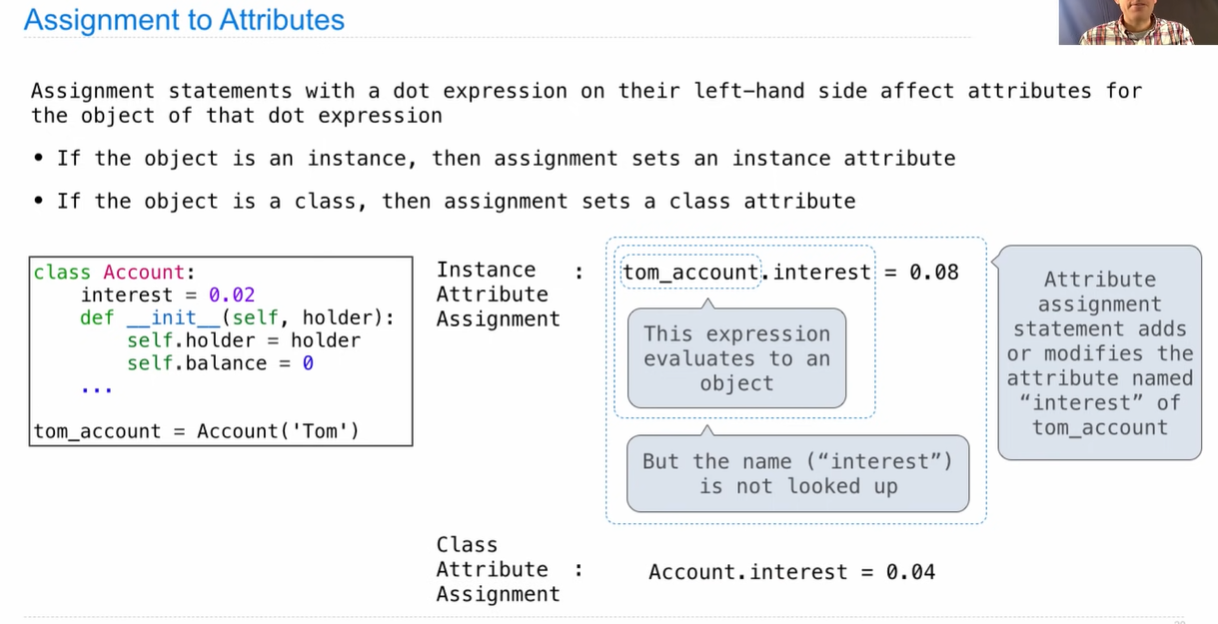 Assignment to Attributes
Assignment statements with a dot expression on their left-hand side affect attributes for
the object of that dot expression
• If the object is an instance, then assignment sets an instance attribute
• If the object is a class, then assignment sets a class attribute
class Account:
    interest = 0.02
    def __init__(self, holder):
        self.holder = holder
        self.balance = 0
    ...
tom_account = Account('Tom')
Instance :
Attribute
Assignment
tom_account.interest = 0.08
This expression
evaluates to an
object
But the name (“interest”)
is not looked up
Attribute
assignment
statement adds
or modifies the
attribute named
“interest” of
tom_account
Class
Attribute :
Assignment
Account.interest = 0.04